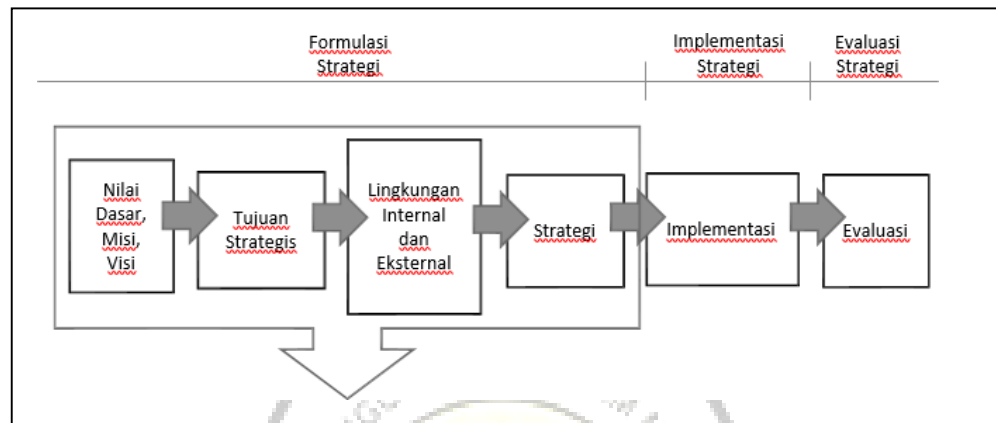 Formulasi
Strategi
Implementasi
Strategi
Evaluasi
Strategi
Nilai
Dasar,
Misi,
Visi
Tujuan
Strategis
Lingkungan
Internal
dan
Eksternal
Strategi
Implementasi
Evaluasi